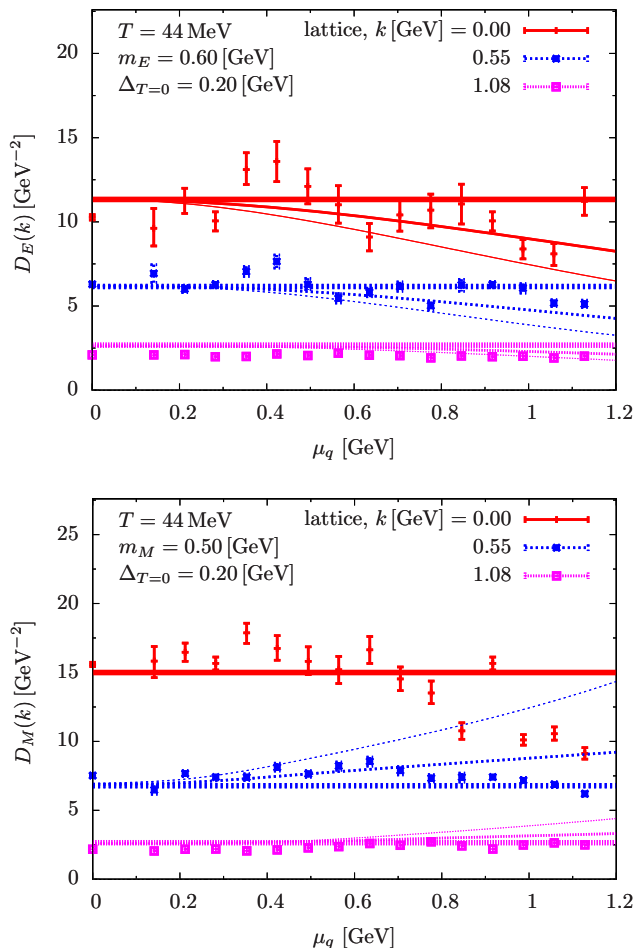 T = 44 MeV lattice, k [GeV] = 0.00
m_E = 0.60 [GeV] 0.55
Δ_{T=0} = 0.20 [GeV] 1.08
20
15
10
5
0
D_E(k) [GeV^{-2}]
0 0.2 0.4 0.6 0.8 1 1.2
μ_q [GeV]
T = 44 MeV lattice, k [GeV] = 0.00
m_M = 0.50 [GeV] 0.55
Δ_{T=0} = 0.20 [GeV] 1.08
25
20
15
10
5
0
D_M(k) [GeV^{-2}]
0 0.2 0.4 0.6 0.8 1 1.2
μ_q [GeV]